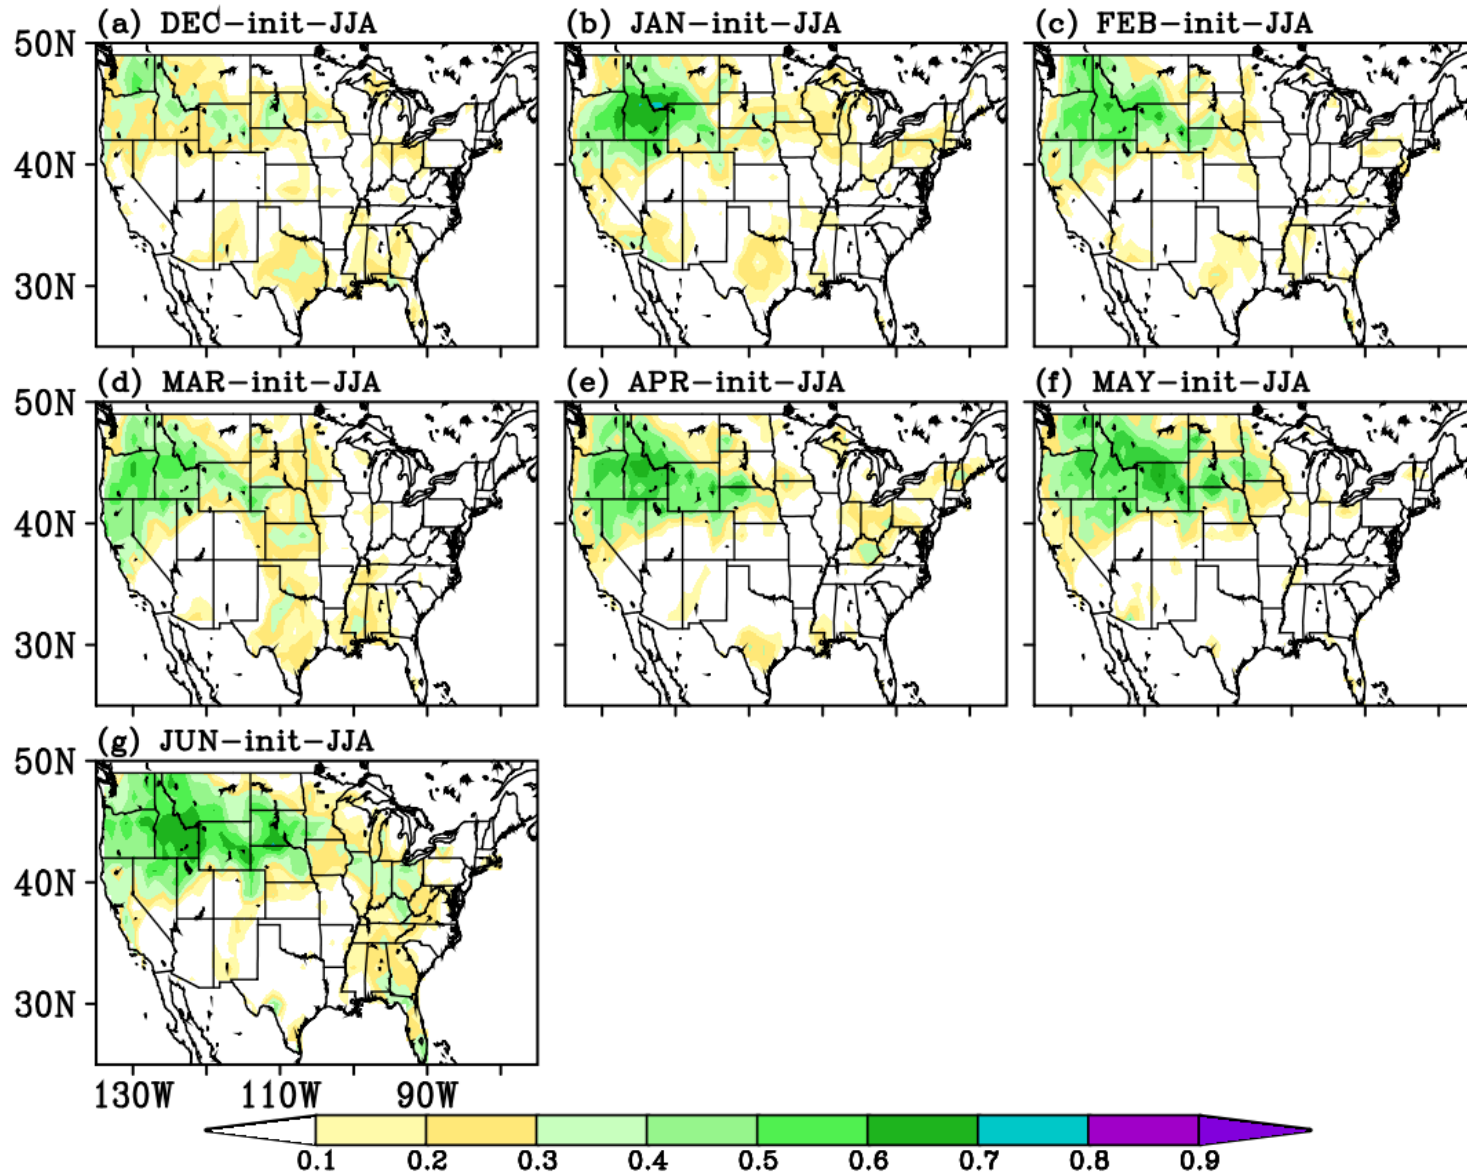 (a) DEC-init-JJA
(b) JAN-init-JJA
(c) FEB-init-JJA
50N
40N
30N
(d) MAR-init-JJA
(e) APR-init-JJA
(f) MAY-init-JJA
50N
40N
30N
(g) JUN-init-JJA
50N
40N
30N
130W 110W 90W
0.1 0.2 0.3 0.4 0.5 0.6 0.7 0.8 0.9